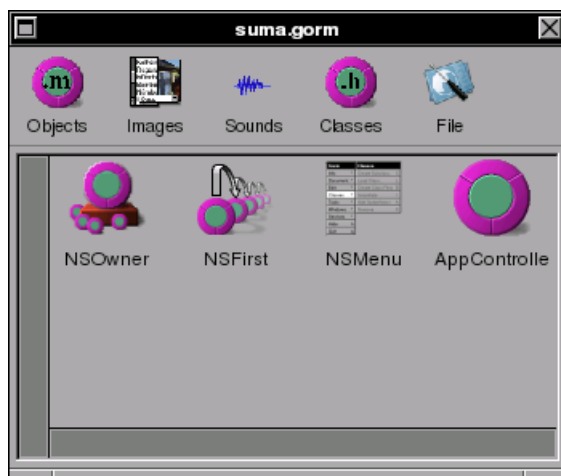 suma.gorm
.m
.h
Objects
Images
Sounds
Classes
File
NSOwner
NSFirst
NSMenu
AppControlle